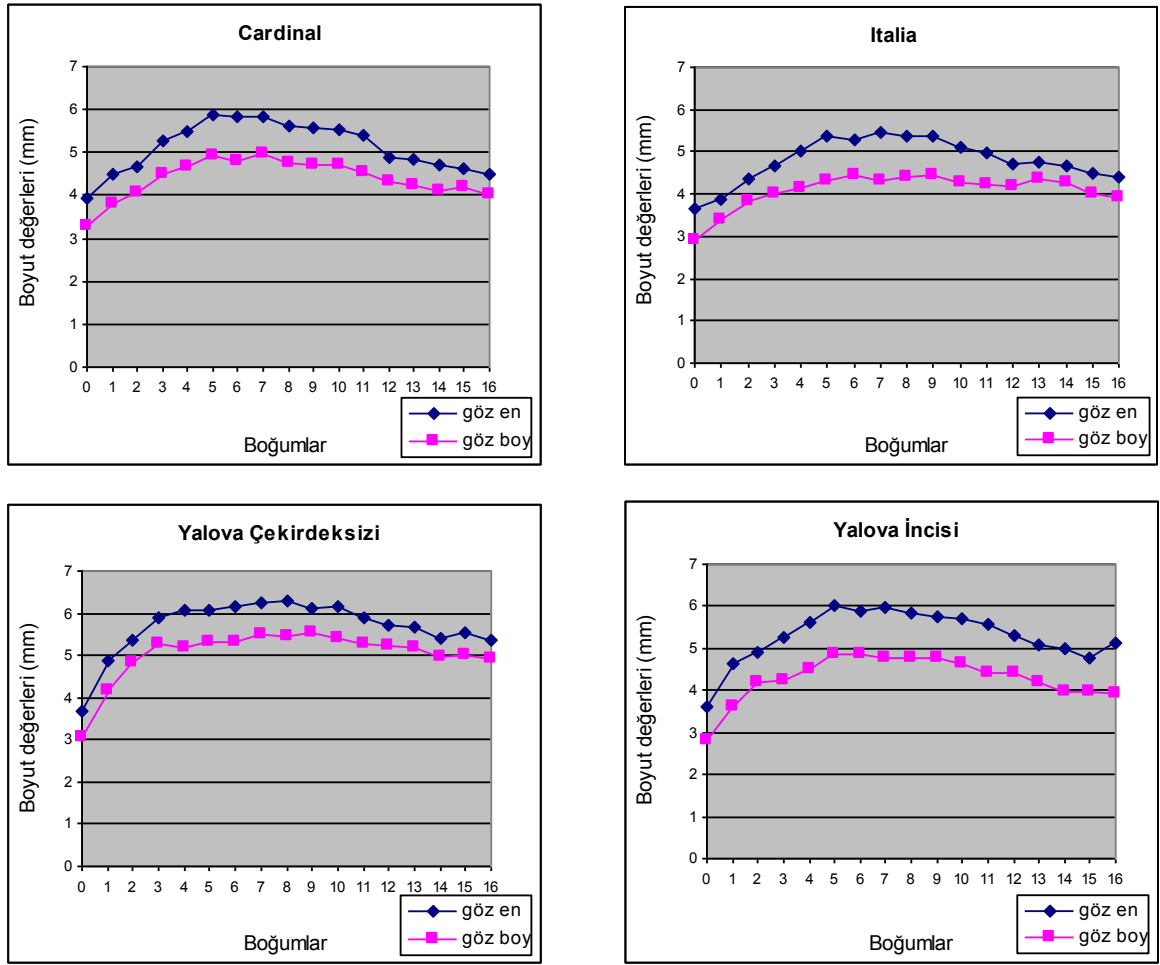 Cardinal
Boyut değerleri (mm)
7
6
5
4
3
2
1
0
0 1 2 3 4 5 6 7 8 9 10 11 12 13 14 15 16
Boğumlar
göz en
göz boy
Italia
Boyut değerleri (mm)
7
6
5
4
3
2
1
0
0 1 2 3 4 5 6 7 8 9 10 11 12 13 14 15 16
Boğumlar
göz en
göz boy
Yalova Çekirdeksizi
Boyut değerleri (mm)
7
6
5
4
3
2
1
0
0 1 2 3 4 5 6 7 8 9 10 11 12 13 14 15 16
Boğumlar
göz en
göz boy
Yalova İncisi
Boyut değerleri (mm)
7
6
5
4
3
2
1
0
0 1 2 3 4 5 6 7 8 9 10 11 12 13 14 15 16
Boğumlar
göz en
göz boy